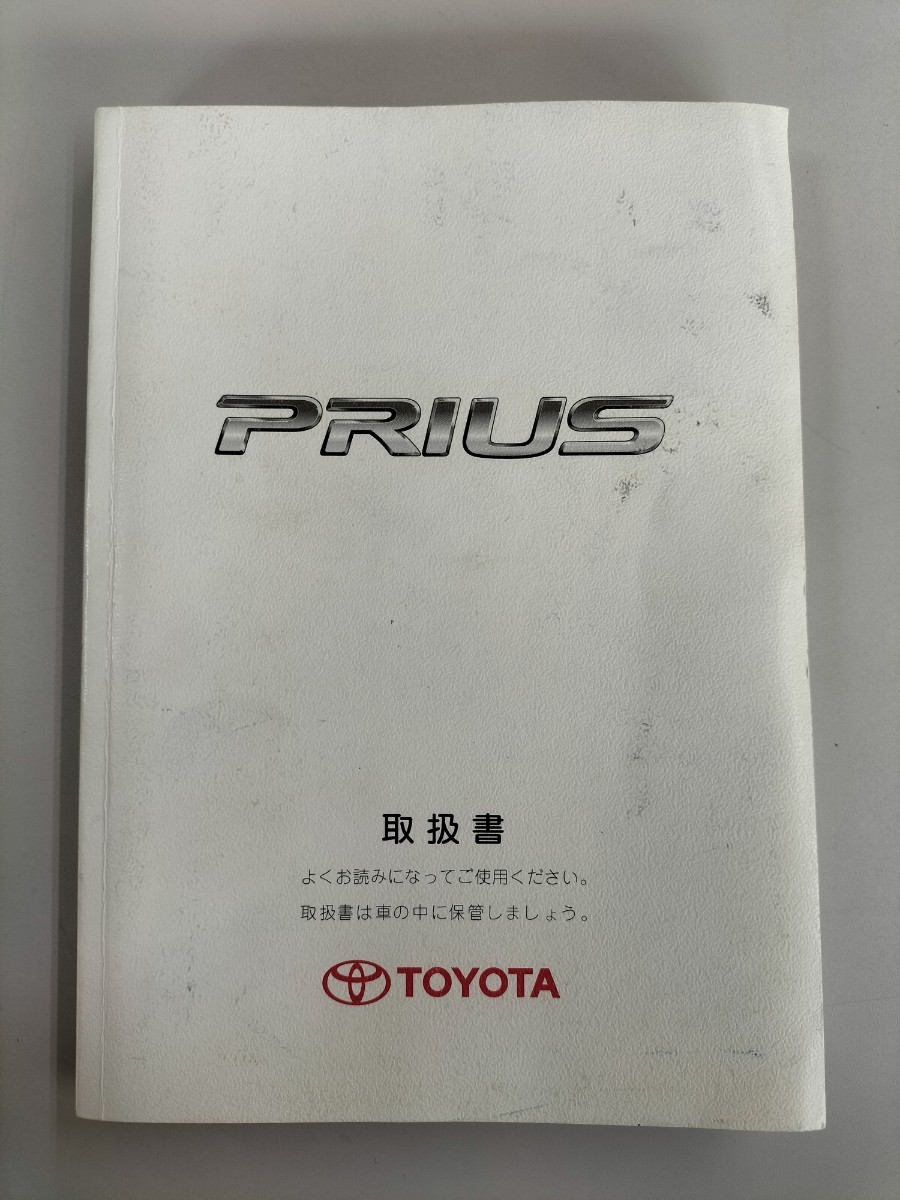 PRIUS
取扱書
よくお読みになってご使用ください。
取扱書は車の中に保管しましょう。
TOYOTA